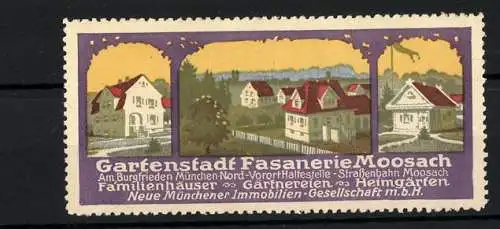 Gartenstadt Fasanerie Moosach
Am Burgfrieden München-Nord-Vorort Haltestelle - Straßenbahn Moosach
Familienhäuser Gärtnereien Heimgärten
Neue Münchener Immobilien-Gesellschaft m.b.H.